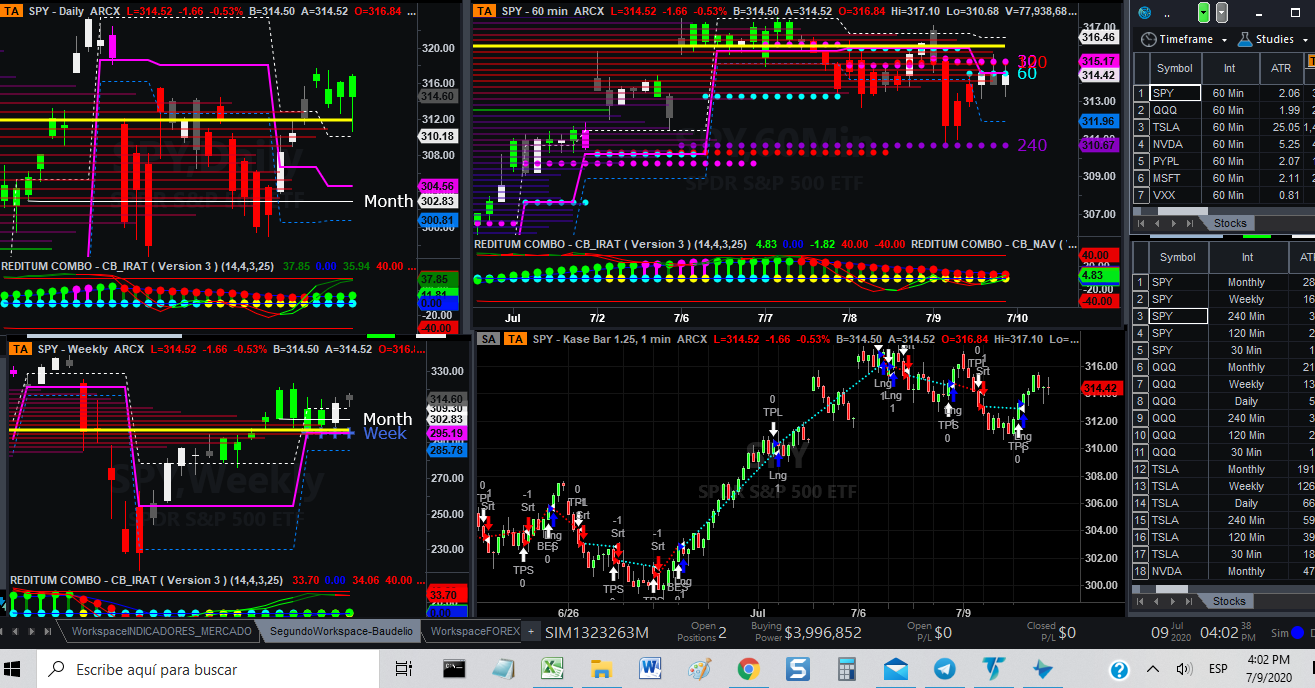 TA SPY - Daily ARCX L=314.52 -1.66 -0.53% B=314.50 A=314.52 O=316.84 ...
320.00
316.00
314.60
312.00
310.18
308.00
304.56
Month 302.83
300.81
300.00
SPY,Daily
SPDR S&P 500 ETF
REDITUM COMBO - CB_IRAT ( Version 3 ) (14,4,3,25) 37.85 0.00 35.94 40.00 ...
37.85
0.00
-20.00
-40.00
TA SPY - 60 min ARCX L=314.52 -1.66 -0.53% B=314.50 A=314.52 O=316.84 Hi=317.10 Lo=310.68 V=77,938,68...
317.00
316.46
315.17
314.42
313.00
311.96
310.67
309.00
307.00
60
240
SPY,60Min
SPDR S&P 500 ETF
REDITUM COMBO - CB_IRAT ( Version 3 ) (14,4,3,25) 4.83 0.00 -1.82 40.00 -40.00 REDITUM COMBO - CB_NAV ( '...
40.00
4.83
-20.00
-40.00
Jul 7/2 7/6 7/7 7/8 7/9 7/10
TA SPY - Weekly ARCX L=314.52 -1.66 -0.53% B=314.50 A=314.52 O=316...
330.00
314.60
309.30
Month 302.83
Week 295.19
285.78
270.00
250.00
230.00
SPY,Weekly
SPDR S&P 500 ETF
REDITUM COMBO - CB_IRAT ( Version 3 ) (14,4,3,25) 33.70 0.00 34.06 40.00 ...
33.70
0.00
SA TA SPY - Kase Bar 1.25, 1 min ARCX L=314.52 -1.66 -0.53% B=314.50 A=314.52 O=316.84 Hi=317.10 Lo=...
316.00
314.42
312.00
310.00
308.00
306.00
304.00
302.00
300.00
SPY
SPDR S&P 500 ETF
0
TPL
Srt
-1
Srt
TPS
0
Lng
BES
0
0
TPL
Srt
-1
Srt
TPS
-1
Srt
TPS
Lng
BES
0
0
TPL
Lng
1
Lng
1
Lng
1
Lng
TPS
0
0
TPL
Srt
Lng
TPS
0
6/26 Jul 7/6 7/9
..
Timeframe Studies
Symbol Int ATR
1 SPY 60 Min 2.06
2 QQQ 60 Min 1.99
3 TSLA 60 Min 25.05
4 NVDA 60 Min 5.25
5 PYPL 60 Min 2.07
6 MSFT 60 Min 2.11
7 VXX 60 Min 0.81
Stocks
Symbol Int
1 SPY Monthly 28
2 SPY Weekly 16
3 SPY 240 Min 3.
4 SPY 120 Min 2.
5 SPY 30 Min 1.
6 QQQ Monthly 21
7 QQQ Weekly 13
8 QQQ Daily 5.
9 QQQ 240 Min 3.
10 QQQ 120 Min 2.
11 QQQ 30 Min 1.
12 TSLA Monthly 191
13 TSLA Weekly 126
14 TSLA Daily 66
15 TSLA 240 Min 59
16 TSLA 120 Min 39
17 TSLA 30 Min 18
18 NVDA Monthly 47
Stocks
WorkspaceINDICADORES_MERCADO SegundoWorkspace-Baudelio WorkspaceFOREX +
SIM1323263M Open Positions 2 Buying Power $3,996,852 Open P/L $0 Closed P/L $0
09 Jul 2020 04:02 38 PM Sim
Escribe aquí para buscar
ESP
4:02 PM
7/9/2020